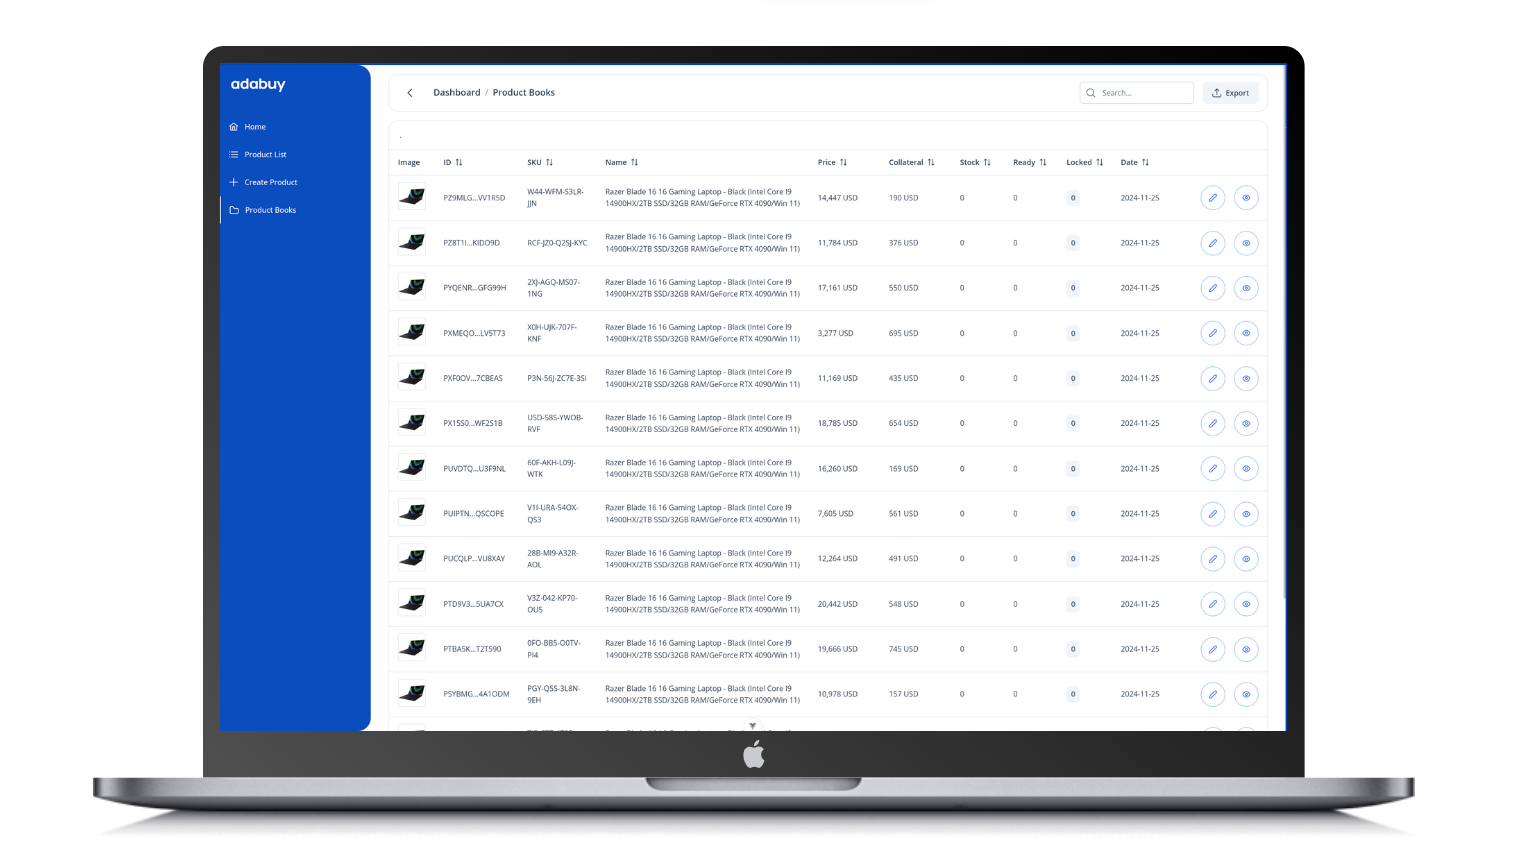 adabuy
Home
Product List
Create Product
Product Books
Dashboard / Product Books
Search...
Export
.
Image ID SKU Name Price Collateral Stock Ready Locked Date
PZ9MLG...VV1R5D W44-WFM-S3LR-JJN Razer Blade 16 16 Gaming Laptop - Black (Intel Core I9 14,447 USD 190 USD 0 0 0 2024-11-25
14900HX/2TB SSD/32GB RAM/GeForce RTX 4090/Win 11)
PZ8T1I...KIDO9D RCF-JZ0-Q2SJ-KYC Razer Blade 16 16 Gaming Laptop - Black (Intel Core I9 11,784 USD 376 USD 0 0 0 2024-11-25
14900HX/2TB SSD/32GB RAM/GeForce RTX 4090/Win 11)
PYQENR...GFG99H 2XJ-AGQ-MS07-1NG Razer Blade 16 16 Gaming Laptop - Black (Intel Core I9 17,161 USD 550 USD 0 0 0 2024-11-25
14900HX/2TB SSD/32GB RAM/GeForce RTX 4090/Win 11)
PXMEQO...LV5T73 X0H-UJK-707F-KNF Razer Blade 16 16 Gaming Laptop - Black (Intel Core I9 3,277 USD 695 USD 0 0 0 2024-11-25
14900HX/2TB SSD/32GB RAM/GeForce RTX 4090/Win 11)
PXF0OV...7CBEAS P3N-56J-ZC7E-3SI Razer Blade 16 16 Gaming Laptop - Black (Intel Core I9 11,169 USD 435 USD 0 0 0 2024-11-25
14900HX/2TB SSD/32GB RAM/GeForce RTX 4090/Win 11)
PX15S0...WF2S1B USD-58S-YWOB-RVF Razer Blade 16 16 Gaming Laptop - Black (Intel Core I9 18,785 USD 654 USD 0 0 0 2024-11-25
14900HX/2TB SSD/32GB RAM/GeForce RTX 4090/Win 11)
PUVDTQ...U3F9NL 60F-AKH-L09J-WTK Razer Blade 16 16 Gaming Laptop - Black (Intel Core I9 16,260 USD 169 USD 0 0 0 2024-11-25
14900HX/2TB SSD/32GB RAM/GeForce RTX 4090/Win 11)
PUIPTN...QSCOPE V1I-URA-54OX-QS3 Razer Blade 16 16 Gaming Laptop - Black (Intel Core I9 7,605 USD 561 USD 0 0 0 2024-11-25
14900HX/2TB SSD/32GB RAM/GeForce RTX 4090/Win 11)
PUCQLP...VU8XAY 28B-MI9-A32R-AOL Razer Blade 16 16 Gaming Laptop - Black (Intel Core I9 12,264 USD 491 USD 0 0 0 2024-11-25
14900HX/2TB SSD/32GB RAM/GeForce RTX 4090/Win 11)
PTD9V3...5UA7CX V3Z-042-KP70-OU5 Razer Blade 16 16 Gaming Laptop - Black (Intel Core I9 20,442 USD 548 USD 0 0 0 2024-11-25
14900HX/2TB SSD/32GB RAM/GeForce RTX 4090/Win 11)
PTBA5K...T2T590 0FO-BB5-O0TV-PI4 Razer Blade 16 16 Gaming Laptop - Black (Intel Core I9 19,666 USD 745 USD 0 0 0 2024-11-25
14900HX/2TB SSD/32GB RAM/GeForce RTX 4090/Win 11)
PSYBMG...4A1ODM PGY-Q5S-3L8N-9EH Razer Blade 16 16 Gaming Laptop - Black (Intel Core I9 10,978 USD 157 USD 0 0 0 2024-11-25
14900HX/2TB SSD/32GB RAM/GeForce RTX 4090/Win 11)